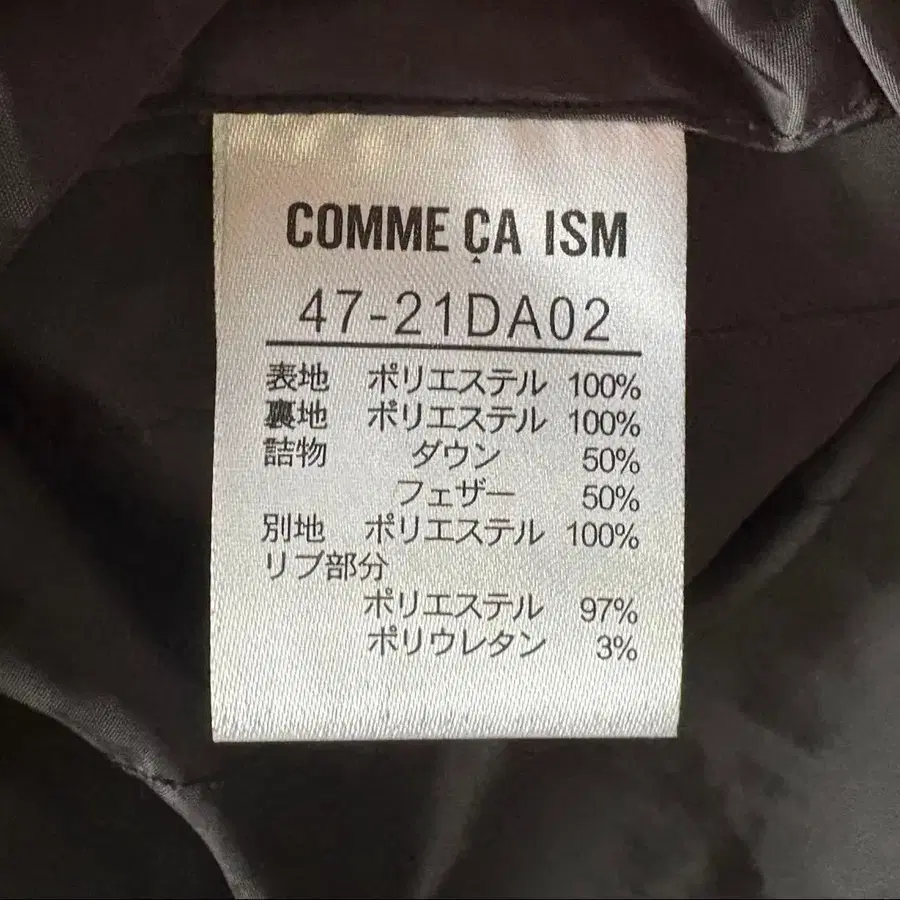 COMME ÇA ISM
47-21DA02
表地 ポリエステル 100%
裏地 ポリエステル 100%
詰物 ダウン 50%
フェザー 50%
別地 ポリエステル 100%
リブ部分
ポリエステル 97%
ポリウレタン 3%